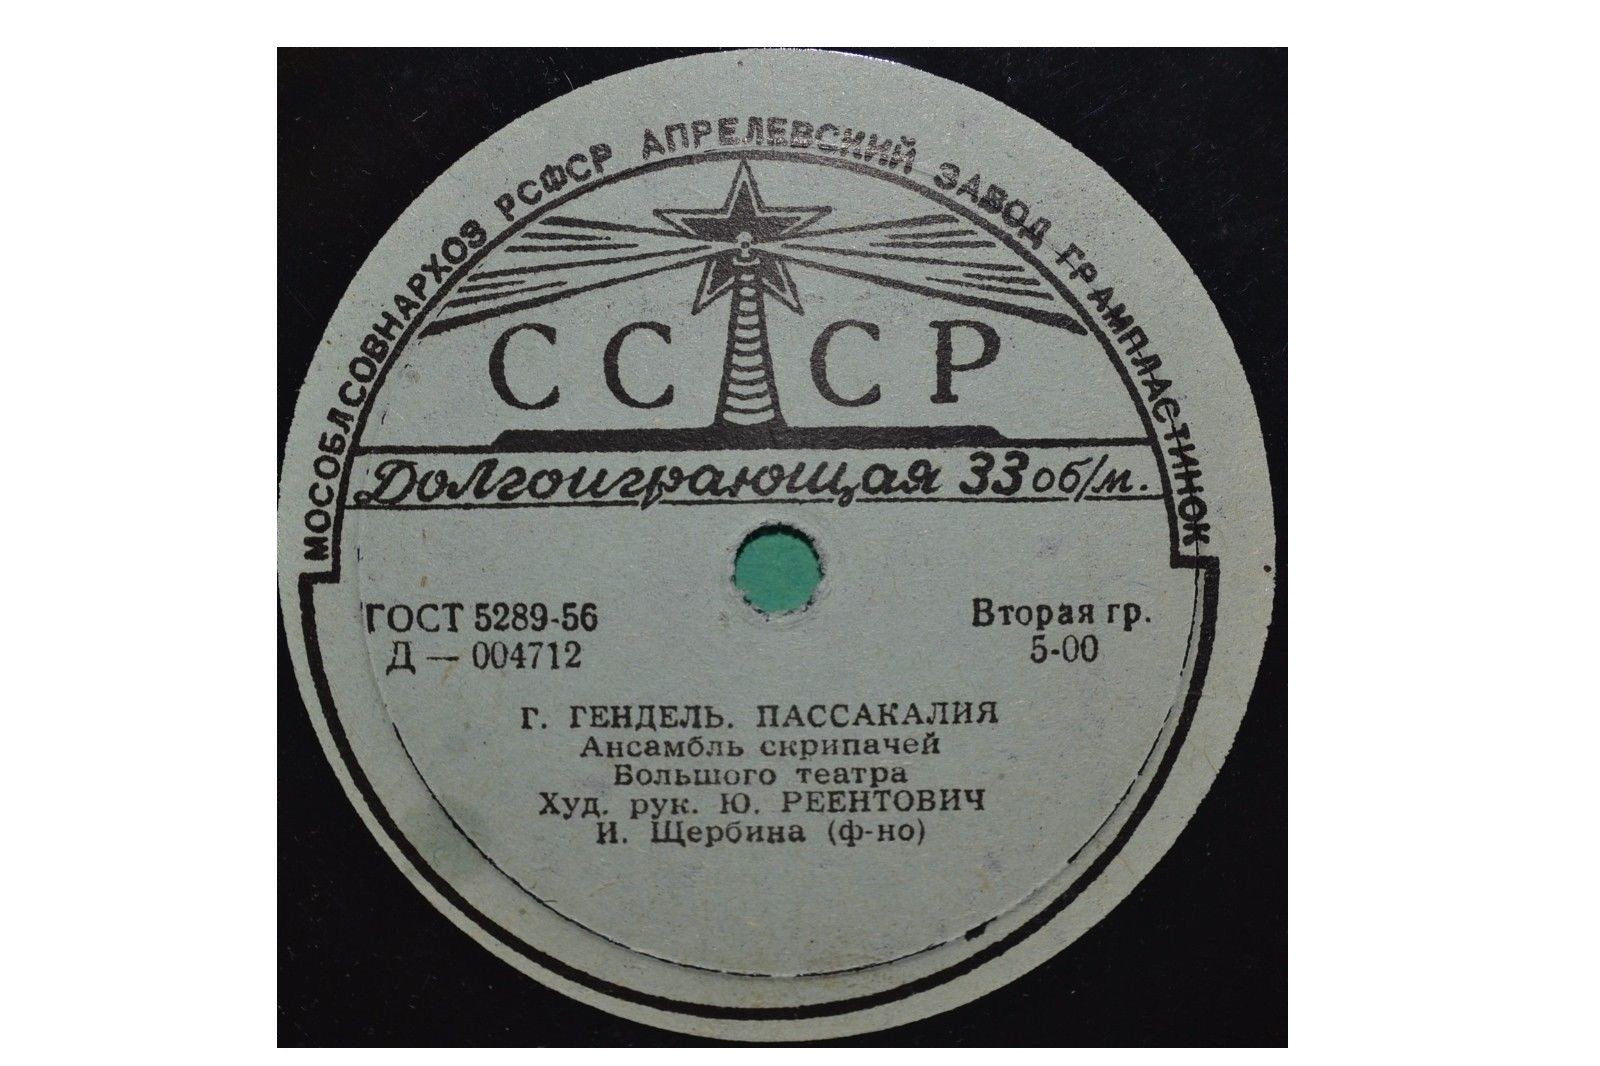 МОСОБЛСОВНАРХОЗ РСФСР АПРЕЛЕВСКИЙ ЗАВОД ГРАМПЛАСТИНОК
СССР
Долгоиграющая 33 об/м.
ГОСТ 5289-56
Д — 004712
Вторая гр.
5-00
Г. ГЕНДЕЛЬ. ПАССАКАЛИЯ
Ансамбль скрипачей
Большого театра
Худ. рук. Ю. РЕЕНТОВИЧ
И. Щербина (ф-но)